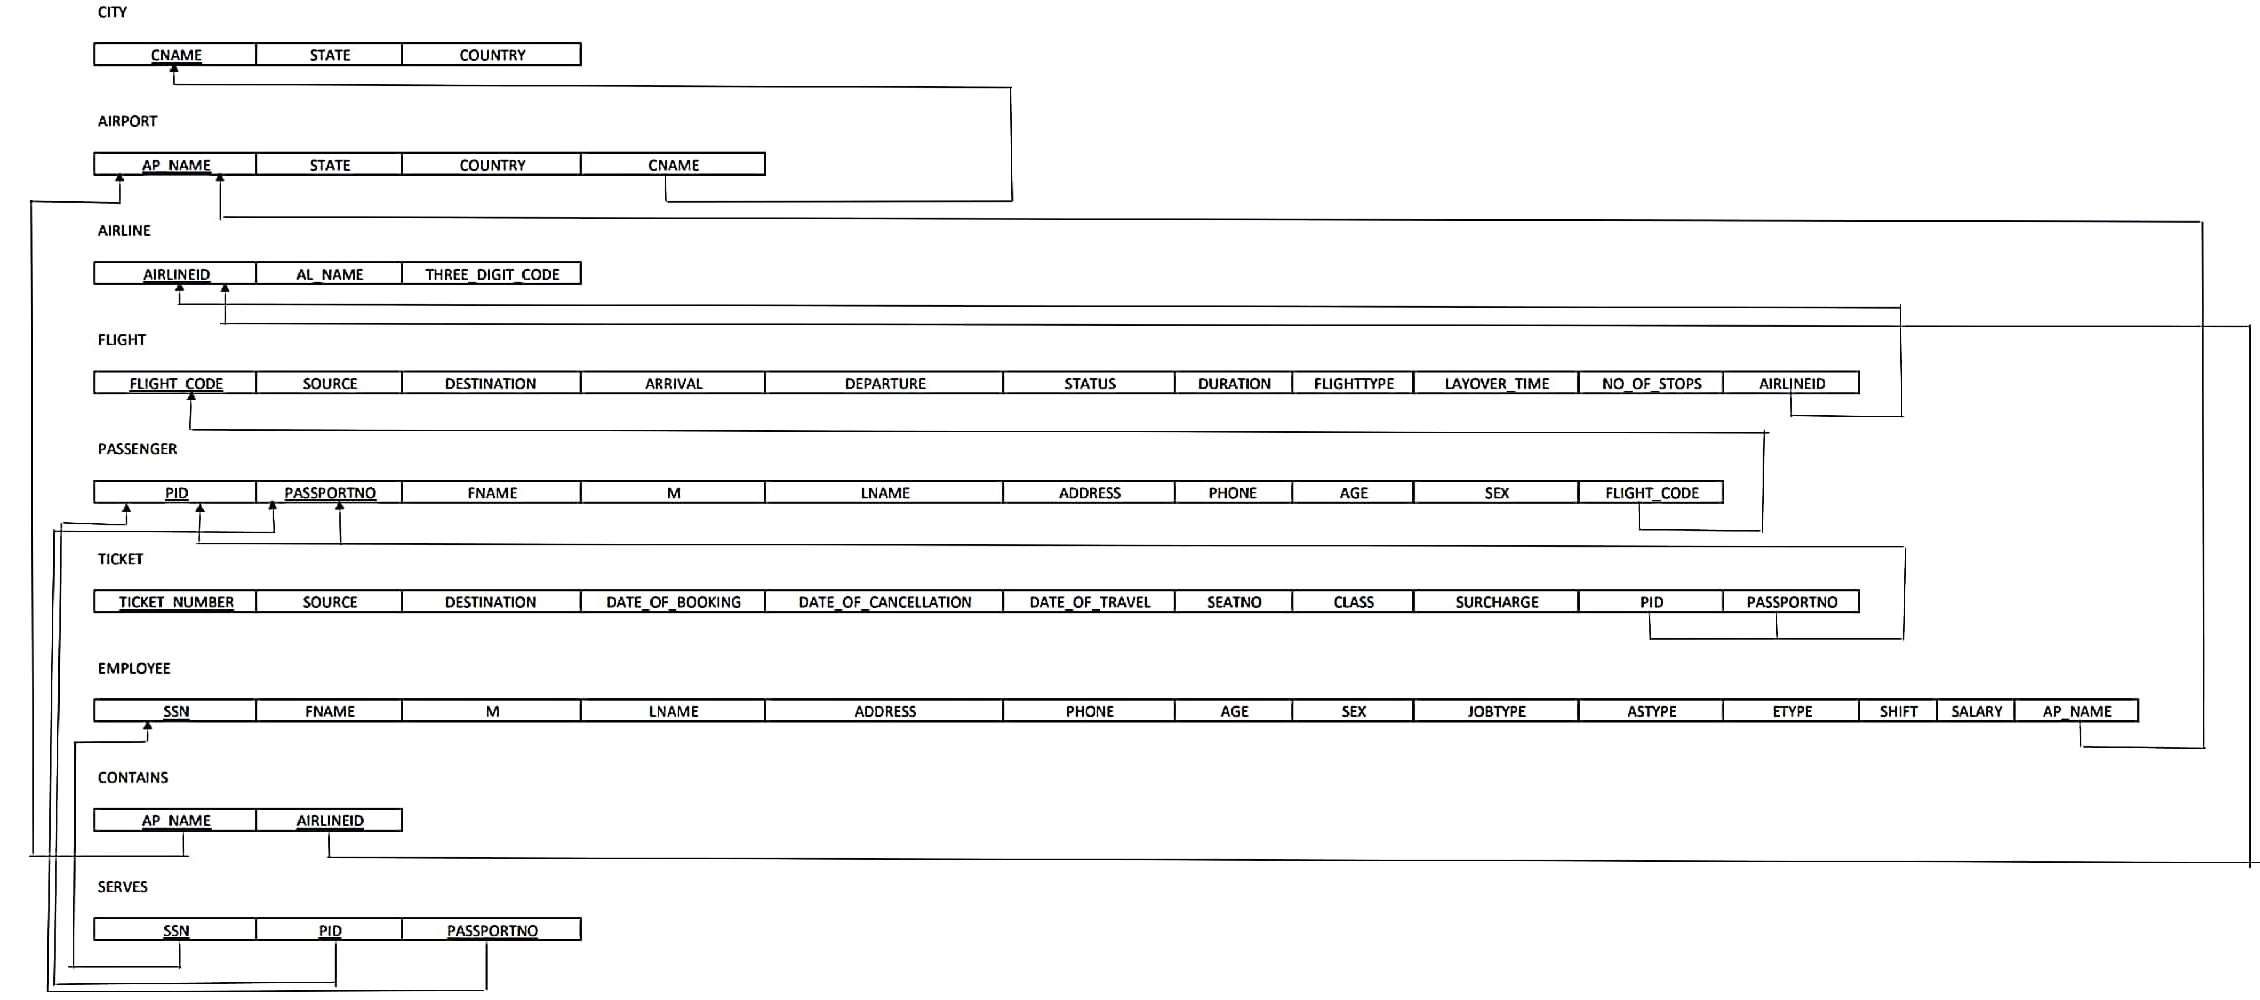 CITY
CNAME STATE COUNTRY
AIRPORT
AP_NAME STATE COUNTRY CNAME
AIRLINE
AIRLINEID AL_NAME THREE_DIGIT_CODE
FLIGHT
FLIGHT_CODE SOURCE DESTINATION ARRIVAL DEPARTURE STATUS DURATION FLIGHTTYPE LAYOVER_TIME NO_OF_STOPS AIRLINEID
PASSENGER
PID PASSPORTNO FNAME M LNAME ADDRESS PHONE AGE SEX FLIGHT_CODE
TICKET
TICKET_NUMBER SOURCE DESTINATION DATE_OF_BOOKING DATE_OF_CANCELLATION DATE_OF_TRAVEL SEATNO CLASS SURCHARGE PID PASSPORTNO
EMPLOYEE
SSN FNAME M LNAME ADDRESS PHONE AGE SEX JOBTYPE ASTYPE ETYPE SHIFT SALARY AP_NAME
CONTAINS
AP_NAME AIRLINEID
SERVES
SSN PID PASSPORTNO